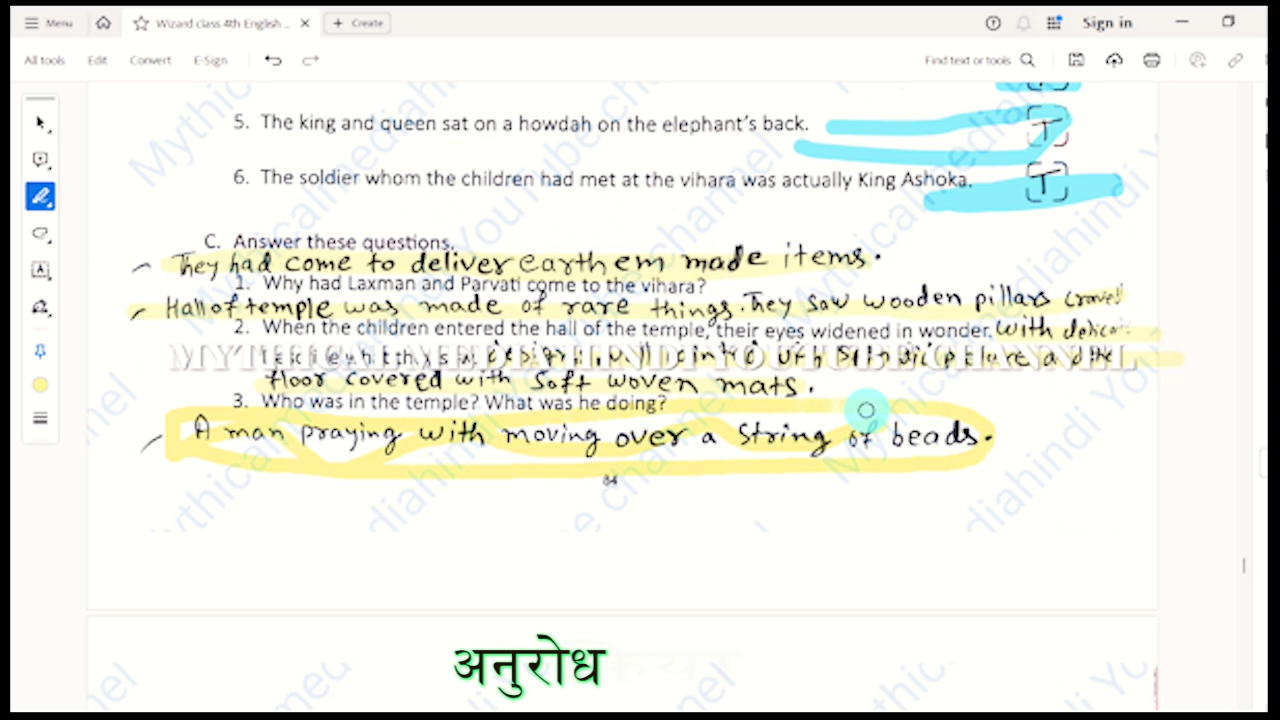 Menu Wizard class 4th English .. Create Sign in
All tools Edit Convert E-Sign Find text or tools
5. The king and queen sat on a howdah on the elephant's back. T
6. The soldier whom the children had met at the vihara was actually King Ashoka. T
C. Answer these questions.
They had come to deliver earthem made items.
1. Why had Laxman and Parvati come to the vihara?
Hall of temple was made of rare things. They saw wooden pillars
2. When the children entered the hall of the temple, their eyes widened in wonder. with
floor covered with soft woven mats.
3. Who was in the temple? What was he doing?
A man praying with moving over a string of beads.
84
अनुरोध